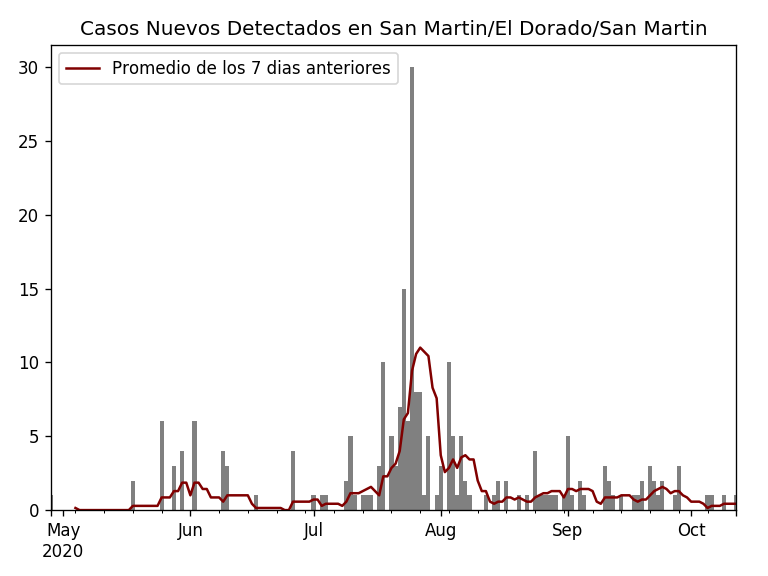 Casos Nuevos Detectados en San Martin/El Dorado/San Martin
Promedio de los 7 dias anteriores
30
25
20
15
10
5
0
May Jun Jul Aug Sep Oct
2020